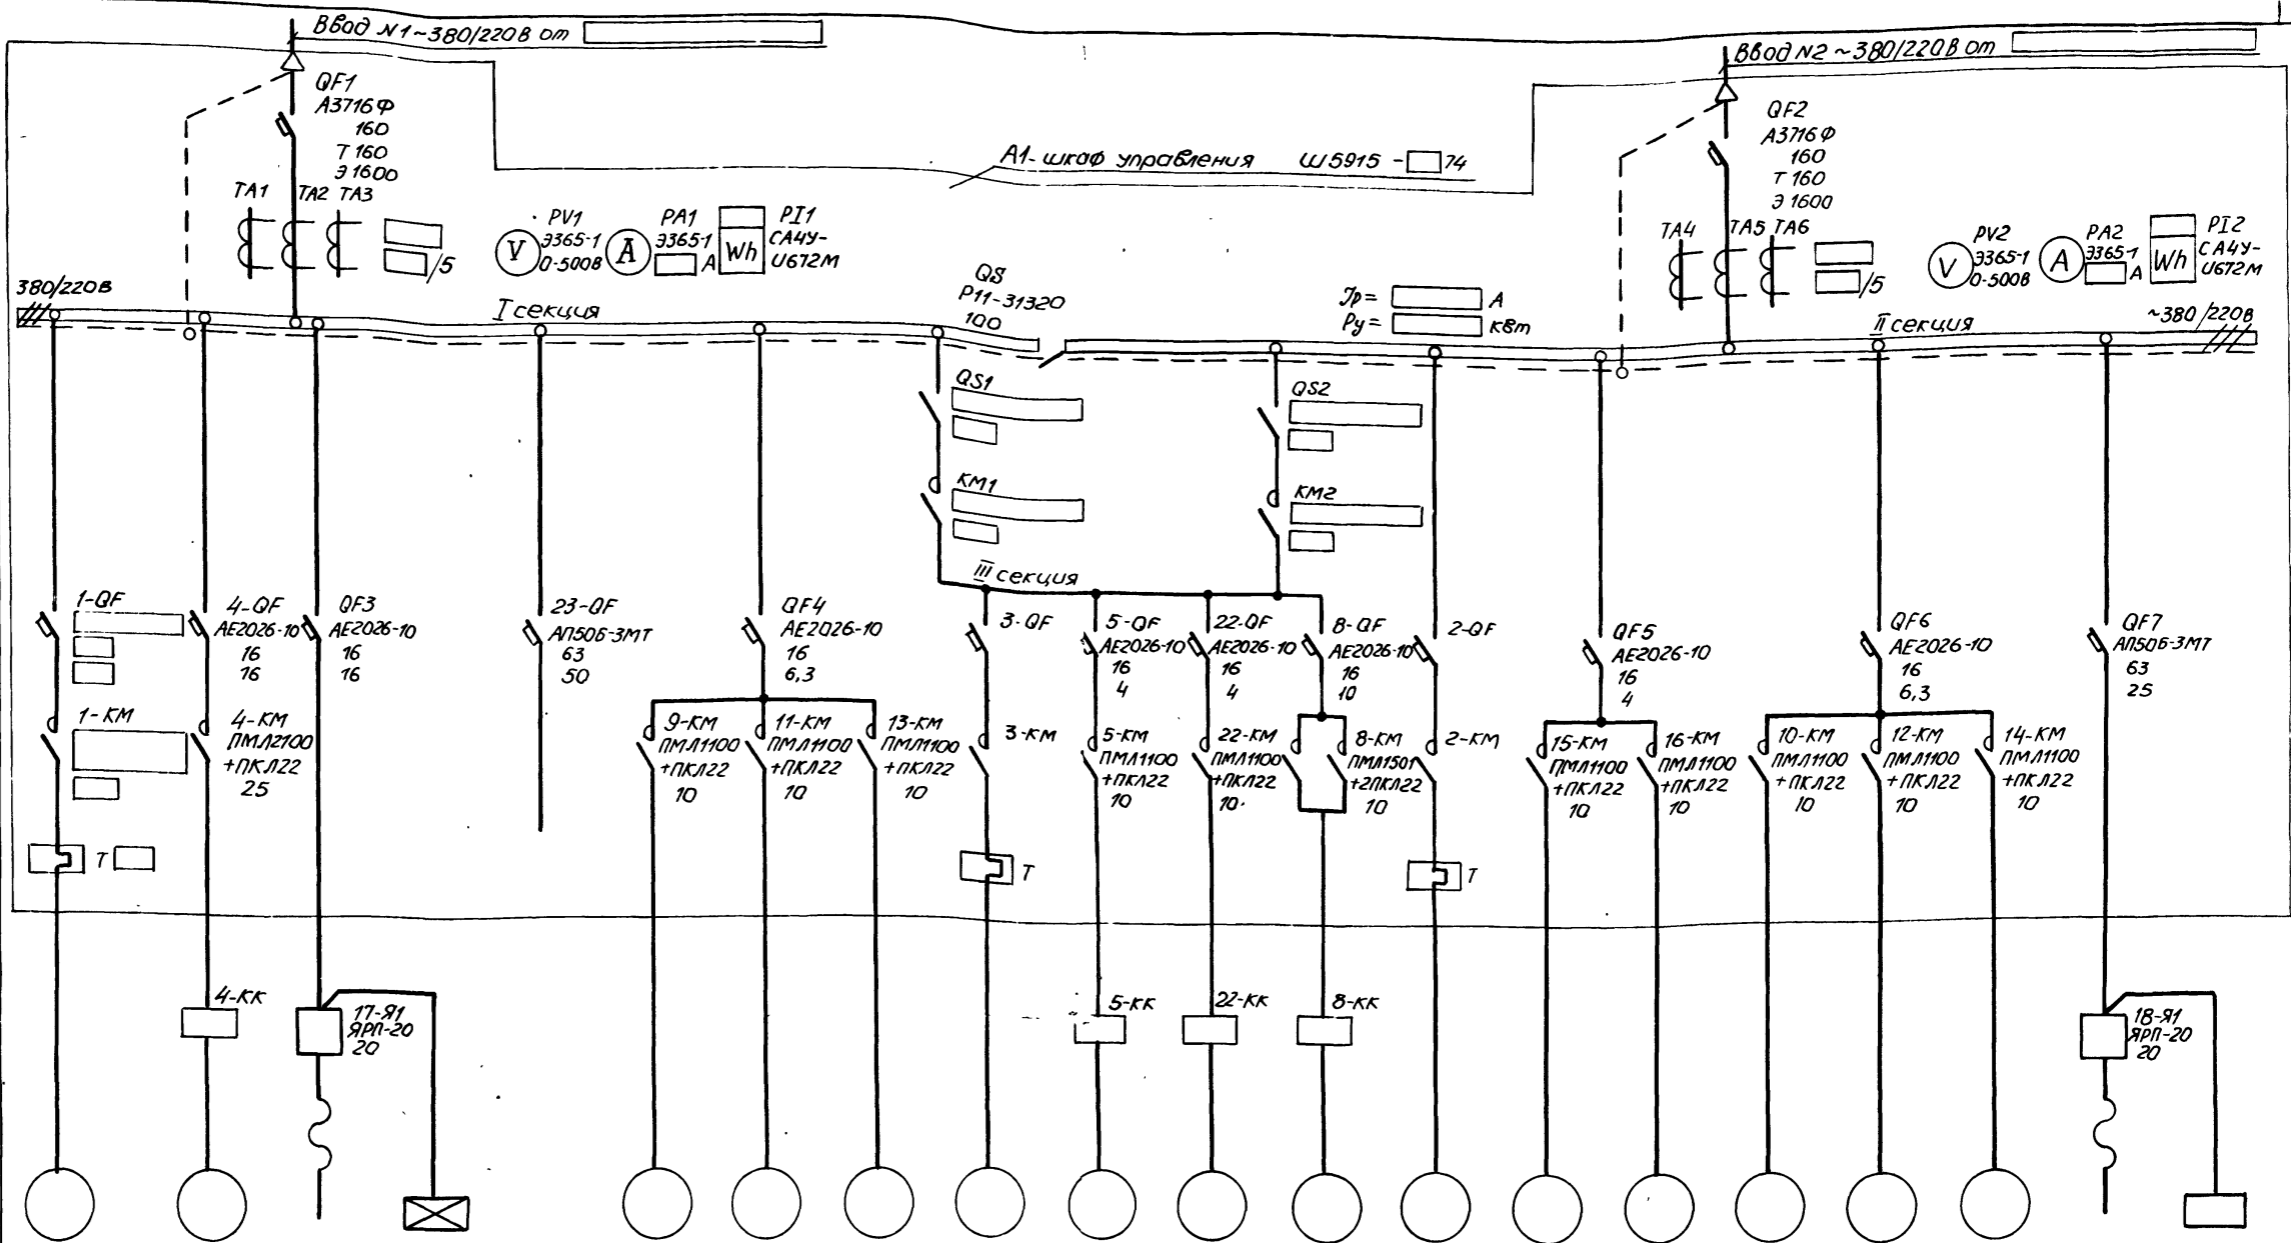 Ввод N1 ~380/220В от
QF1
А3716Ф
160
Т 160
Э 1600
ТА1 ТА2 ТА3
/5
PV1
Э365-1
0-500В
V
PA1
Э365-1
А
A
PI1
СА4У-
И672М
Wh
А1- шкаф управления Ш5915 - 74
Ввод N2 ~380/220В от
QF2
А3716Ф
160
Т 160
Э 1600
ТА4 ТА5 ТА6
/5
PV2
Э365-1
0-500В
V
PA2
Э365-1
А
A
PI2
СА4У-
И672М
Wh
380/220В
I секция
QS
Р11-31320
100
Jр= А
Ру= квт
II секция
~380/220В
QS1
QS2
КМ1
КМ2
III секция
1-QF
4-QF
АЕ2026-10
16
16
QF3
АЕ2026-10
16
16
23-QF
АП50Б-3МТ
63
50
QF4
АЕ2026-10
16
6,3
3-QF
5-QF
АЕ2026-10
16
4
22-QF
АЕ2026-10
16
4
8-QF
АЕ2026-10
16
10
2-QF
QF5
АЕ2026-10
16
4
QF6
АЕ2026-10
16
6,3
QF7
АП50Б-3МТ
63
25
1-КМ
4-КМ
ПМЛ2100
+ПКЛ22
25
9-КМ
ПМЛ1100
+ПКЛ22
10
11-КМ
ПМЛ1100
+ПКЛ22
10
13-КМ
ПМЛ1100
+ПКЛ22
10
3-КМ
5-КМ
ПМЛ1100
+ПКЛ22
10
22-КМ
ПМЛ1100
+ПКЛ22
10
8-КМ
ПМЛ1501
+2ПКЛ22
10
2-КМ
15-КМ
ПМЛ1100
+ПКЛ22
10
16-КМ
ПМЛ1100
+ПКЛ22
10
10-КМ
ПМЛ1100
+ПКЛ22
10
12-КМ
ПМЛ1100
+ПКЛ22
10
14-КМ
ПМЛ1100
+ПКЛ22
10
Т
Т
Т
4-КК
17-Я1
ЯРП-20
20
5-КК
22-КК
8-КК
18-Я1
ЯРП-20
20